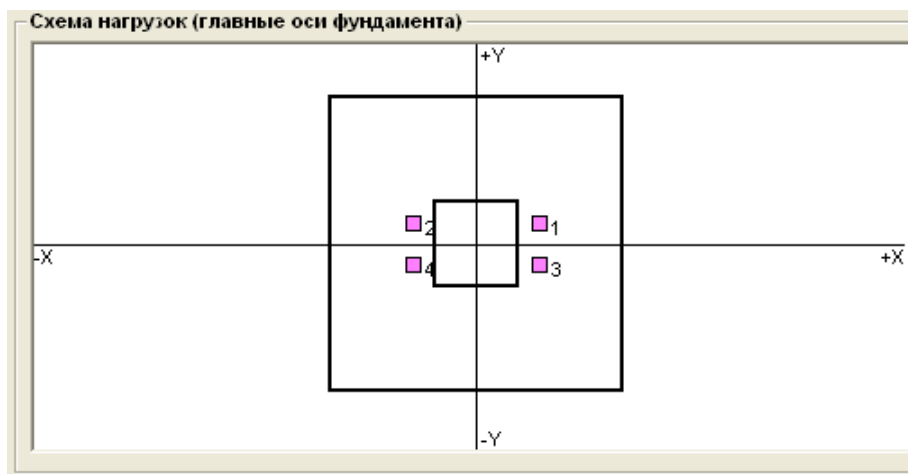 Схема нагрузок (главные оси фундамента)
+Y
2 1
-X +X
4 3
-Y